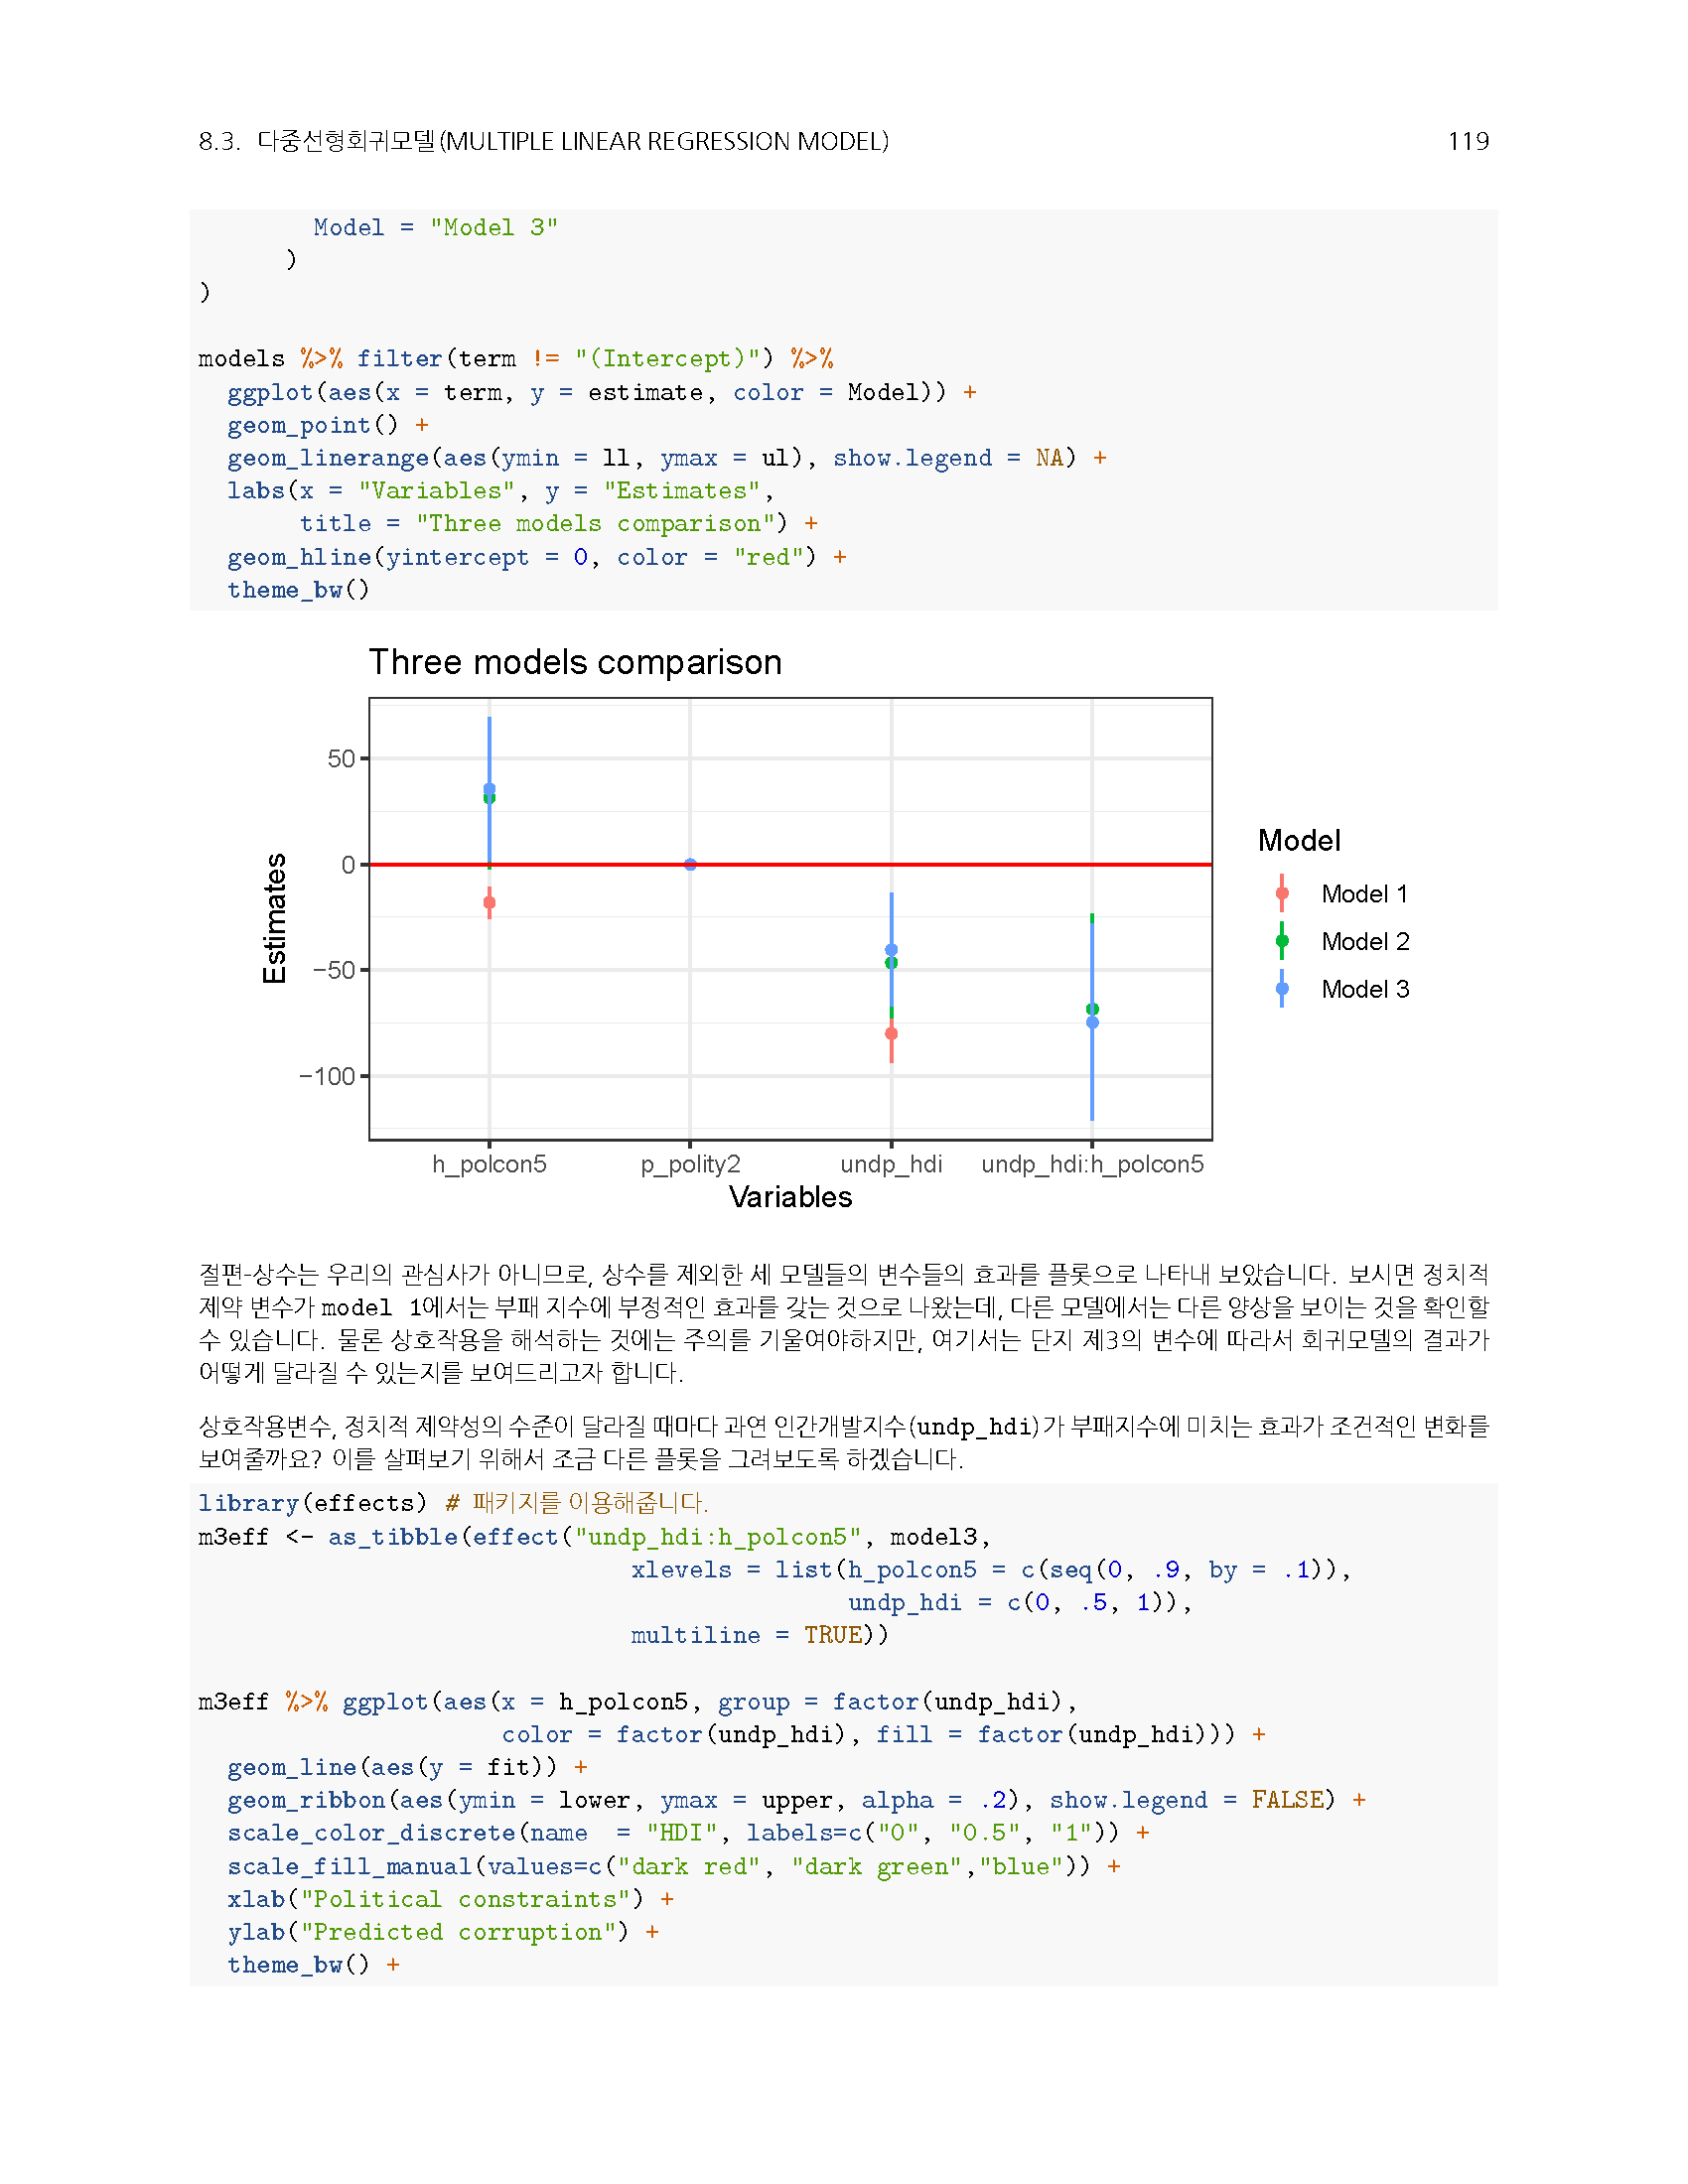 8.3. 다중선형회귀모델(MULTIPLE LINEAR REGRESSION MODEL) 119
Model = "Model 3"
)
)
models %>% filter(term != "(Intercept)") %>%
ggplot(aes(x = term, y = estimate, color = Model)) +
geom_point() +
geom_linerange(aes(ymin = ll, ymax = ul), show.legend = NA) +
labs(x = "Variables", y = "Estimates",
title = "Three models comparison") +
geom_hline(yintercept = 0, color = "red") +
theme_bw()
Three models comparison
50
0
−50
−100
Estimates
h_polcon5 p_polity2 undp_hdi undp_hdi:h_polcon5
Variables
Model
Model 1
Model 2
Model 3
절편-상수는 우리의 관심사가 아니므로, 상수를 제외한 세 모델들의 변수들의 효과를 플롯으로 나타내 보았습니다. 보시면 정치적
제약 변수가 model 1에서는 부패 지수에 부정적인 효과를 갖는 것으로 나왔는데, 다른 모델에서는 다른 양상을 보이는 것을 확인할
수 있습니다. 물론 상호작용을 해석하는 것에는 주의를 기울여야하지만, 여기서는 단지 제3의 변수에 따라서 회귀모델의 결과가
어떻게 달라질 수 있는지를 보여드리고자 합니다.
상호작용변수, 정치적 제약성의 수준이 달라질 때마다 과연 인간개발지수(undp_hdi)가 부패지수에 미치는 효과가 조건적인 변화를
보여줄까요? 이를 살펴보기 위해서 조금 다른 플롯을 그려보도록 하겠습니다.
library(effects) # 패키지를 이용해줍니다.
m3eff <- as_tibble(effect("undp_hdi:h_polcon5", model3,
xlevels = list(h_polcon5 = c(seq(0, .9, by = .1)),
undp_hdi = c(0, .5, 1)),
multiline = TRUE))
m3eff %>% ggplot(aes(x = h_polcon5, group = factor(undp_hdi),
color = factor(undp_hdi), fill = factor(undp_hdi))) +
geom_line(aes(y = fit)) +
geom_ribbon(aes(ymin = lower, ymax = upper, alpha = .2), show.legend = FALSE) +
scale_color_discrete(name  = "HDI", labels=c("0", "0.5", "1")) +
scale_fill_manual(values=c("dark red", "dark green","blue")) +
xlab("Political constraints") +
ylab("Predicted corruption") +
theme_bw() +